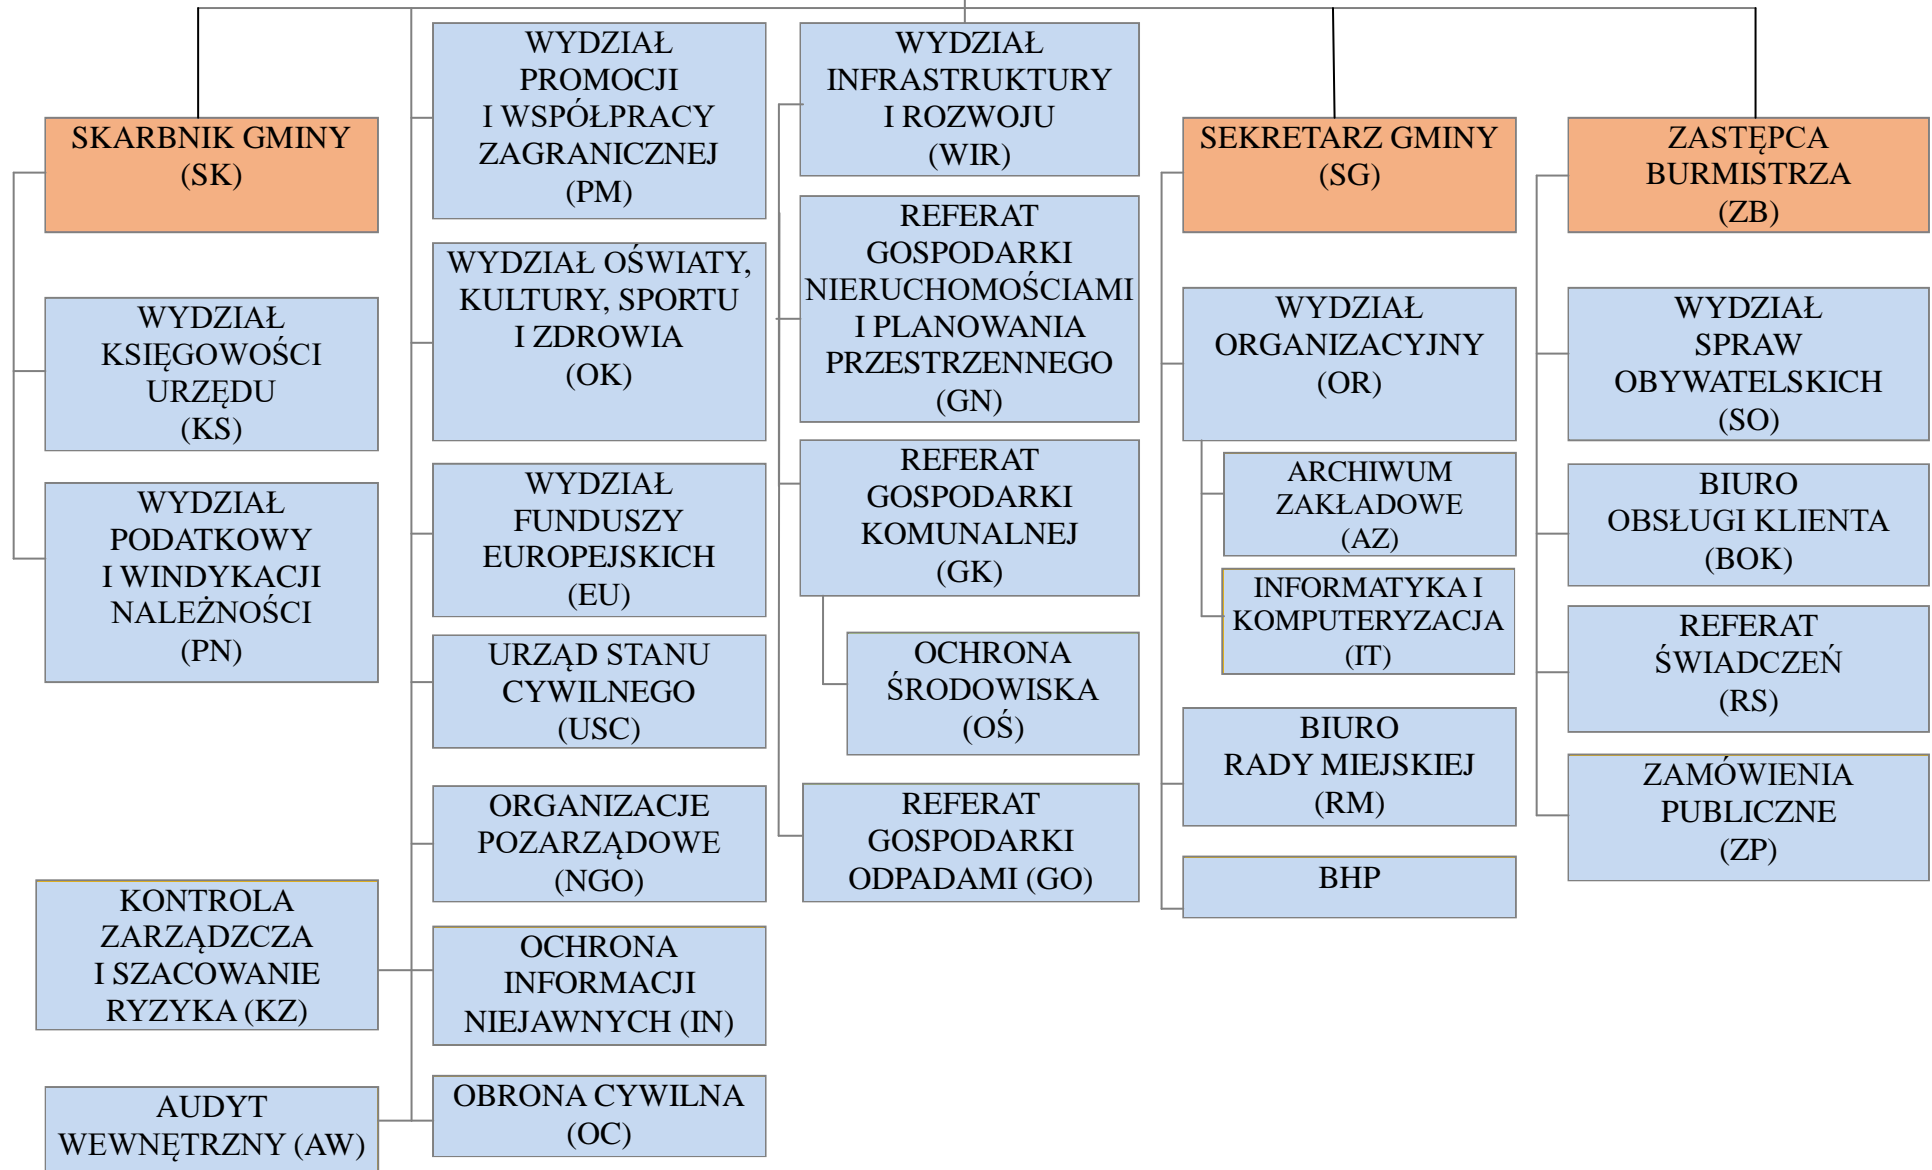 SKARBNIK GMINY
(SK)
WYDZIAŁ
KSIĘGOWOŚCI
URZĘDU
(KS)
WYDZIAŁ
PODATKOWY
I WINDYKACJI
NALEŻNOŚCI
(PN)
KONTROLA
ZARZĄDZCZA
I SZACOWANIE
RYZYKA (KZ)
AUDYT
WEWNĘTRZNY (AW)
WYDZIAŁ
PROMOCJI
I WSPÓŁPRACY
ZAGRANICZNEJ
(PM)
WYDZIAŁ OŚWIATY,
KULTURY, SPORTU
I ZDROWIA
(OK)
WYDZIAŁ
FUNDUSZY
EUROPEJSKICH
(EU)
URZĄD STANU
CYWILNEGO
(USC)
ORGANIZACJE
POZARZĄDOWE
(NGO)
OCHRONA
INFORMACJI
NIEJAWNYCH (IN)
OBRONA CYWILNA
(OC)
WYDZIAŁ
INFRASTRUKTURY
I ROZWOJU
(WIR)
REFERAT
GOSPODARKI
NIERUCHOMOŚCIAMI
I PLANOWANIA
PRZESTRZENNEGO
(GN)
REFERAT
GOSPODARKI
KOMUNALNEJ
(GK)
OCHRONA
ŚRODOWISKA
(OŚ)
REFERAT
GOSPODARKI
ODPADAMI (GO)
SEKRETARZ GMINY
(SG)
WYDZIAŁ
ORGANIZACYJNY
(OR)
ARCHIWUM
ZAKŁADOWE
(AZ)
INFORMATYKA I
KOMPUTERYZACJA
(IT)
BIURO
RADY MIEJSKIEJ
(RM)
BHP
ZASTĘPCA
BURMISTRZA
(ZB)
WYDZIAŁ
SPRAW
OBYWATELSKICH
(SO)
BIURO
OBSŁUGI KLIENTA
(BOK)
REFERAT
ŚWIADCZEŃ
(RS)
ZAMÓWIENIA
PUBLICZNE
(ZP)